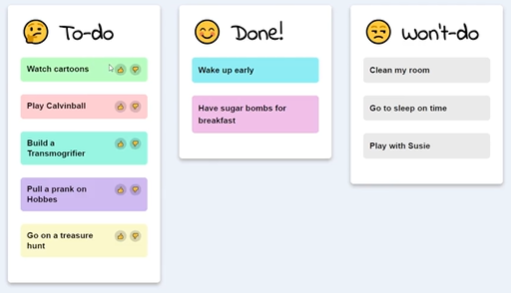 To-do
Watch cartoons
Play Calvinball
Build a
Transmogrifier
Pull a prank on
Hobbes
Go on a treasure
hunt
Done!
Wake up early
Have sugar bombs for
breakfast
Won't-do
Clean my room
Go to sleep on time
Play with Susie